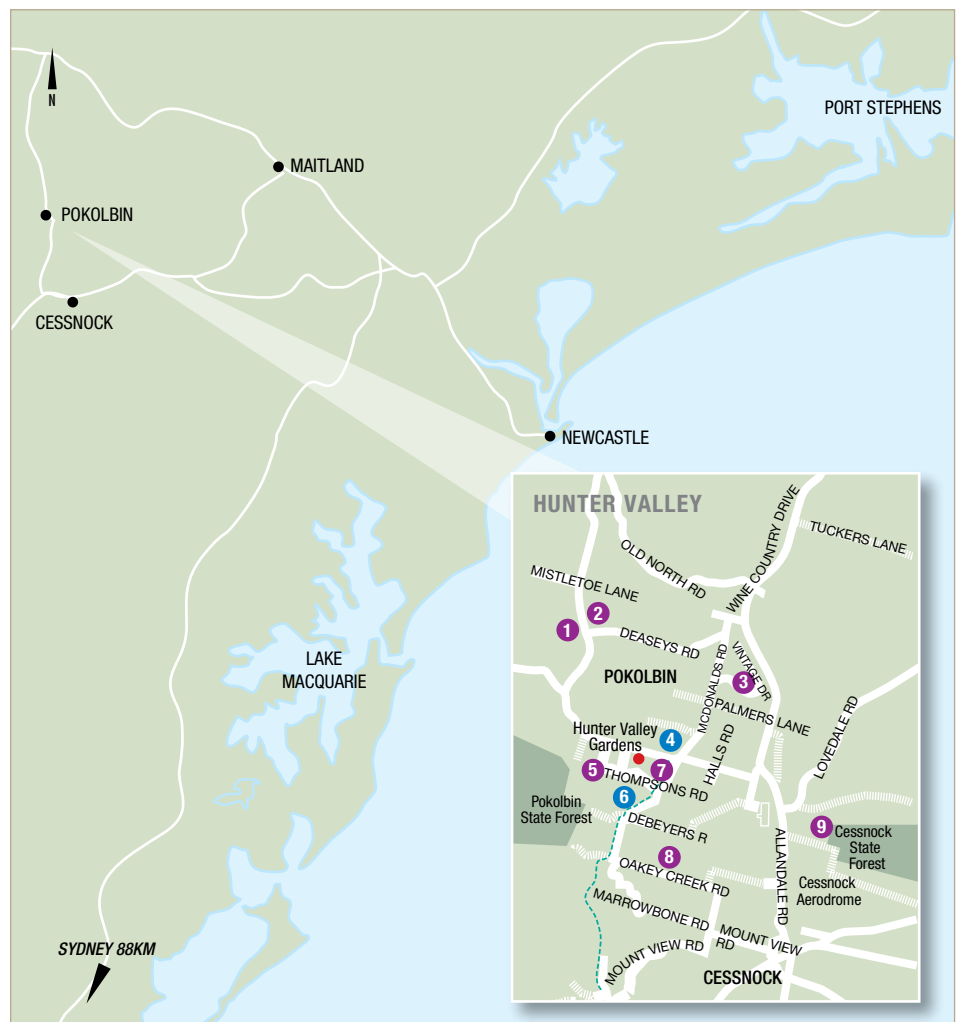 N
PORT STEPHENS
MAITLAND
POKOLBIN
CESSNOCK
NEWCASTLE
LAKE
MACQUARIE
SYDNEY 88KM
HUNTER VALLEY
WINE COUNTRY DRIVE
TUCKERS LANE
OLD NORTH RD
MISTLETOE LANE
2
1
DEASEYS RD
MCDONALDS RD
VINTAGE DR
POKOLBIN
3
PALMERS LANE
LOVEDALE RD
Hunter Valley
Gardens
4
HALLS RD
5
THOMPSONS RD
7
6
Pokolbin
State Forest
DEBEYERS R
9
Cessnock
State
Forest
ALLANDALE RD
8
OAKEY CREEK RD
Cessnock
Aerodrome
MARROWBONE RD
MOUNT VIEW
RD
MOUNT VIEW RD
CESSNOCK